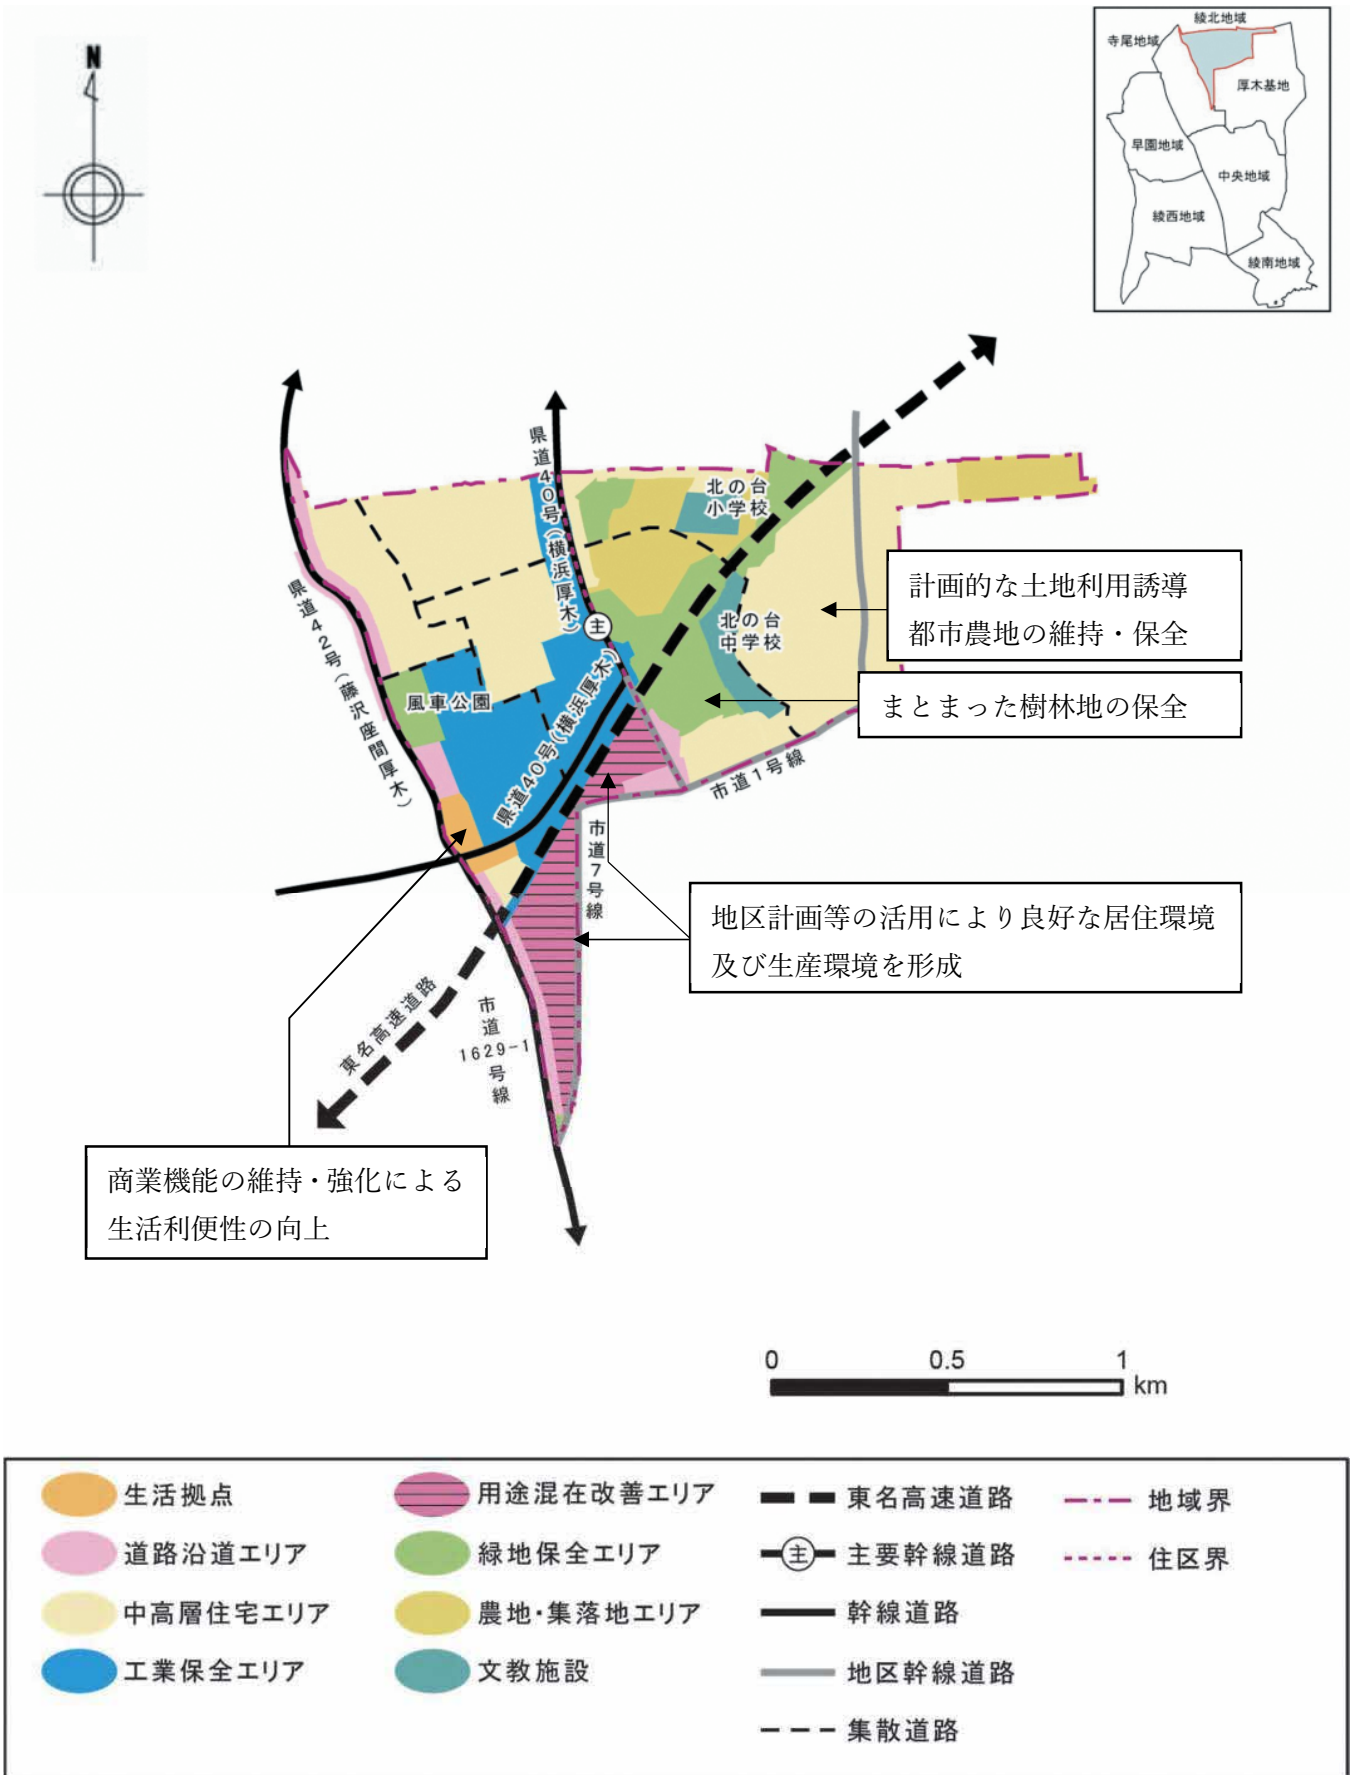 N
綾北地域
寺尾地域
厚木基地
早園地域
中央地域
綾西地域
綾南地域
県道40号(横浜厚木)
北の台
小学校
県道42号(藤沢座間厚木)
主
北の台
中学校
計画的な土地利用誘導
都市農地の維持・保全
まとまった樹林地の保全
風車公園
県道40号(横浜厚木)
市道1号線
市道7号線
地区計画等の活用により良好な居住環境
及び生産環境を形成
東名高速道路
市道
1629-1
号線
商業機能の維持・強化による
生活利便性の向上
0 0.5 1
km
生活拠点
道路沿道エリア
中高層住宅エリア
工業保全エリア
用途混在改善エリア
緑地保全エリア
農地・集落地エリア
文教施設
東名高速道路
主 主要幹線道路
幹線道路
地区幹線道路
集散道路
地域界
住区界